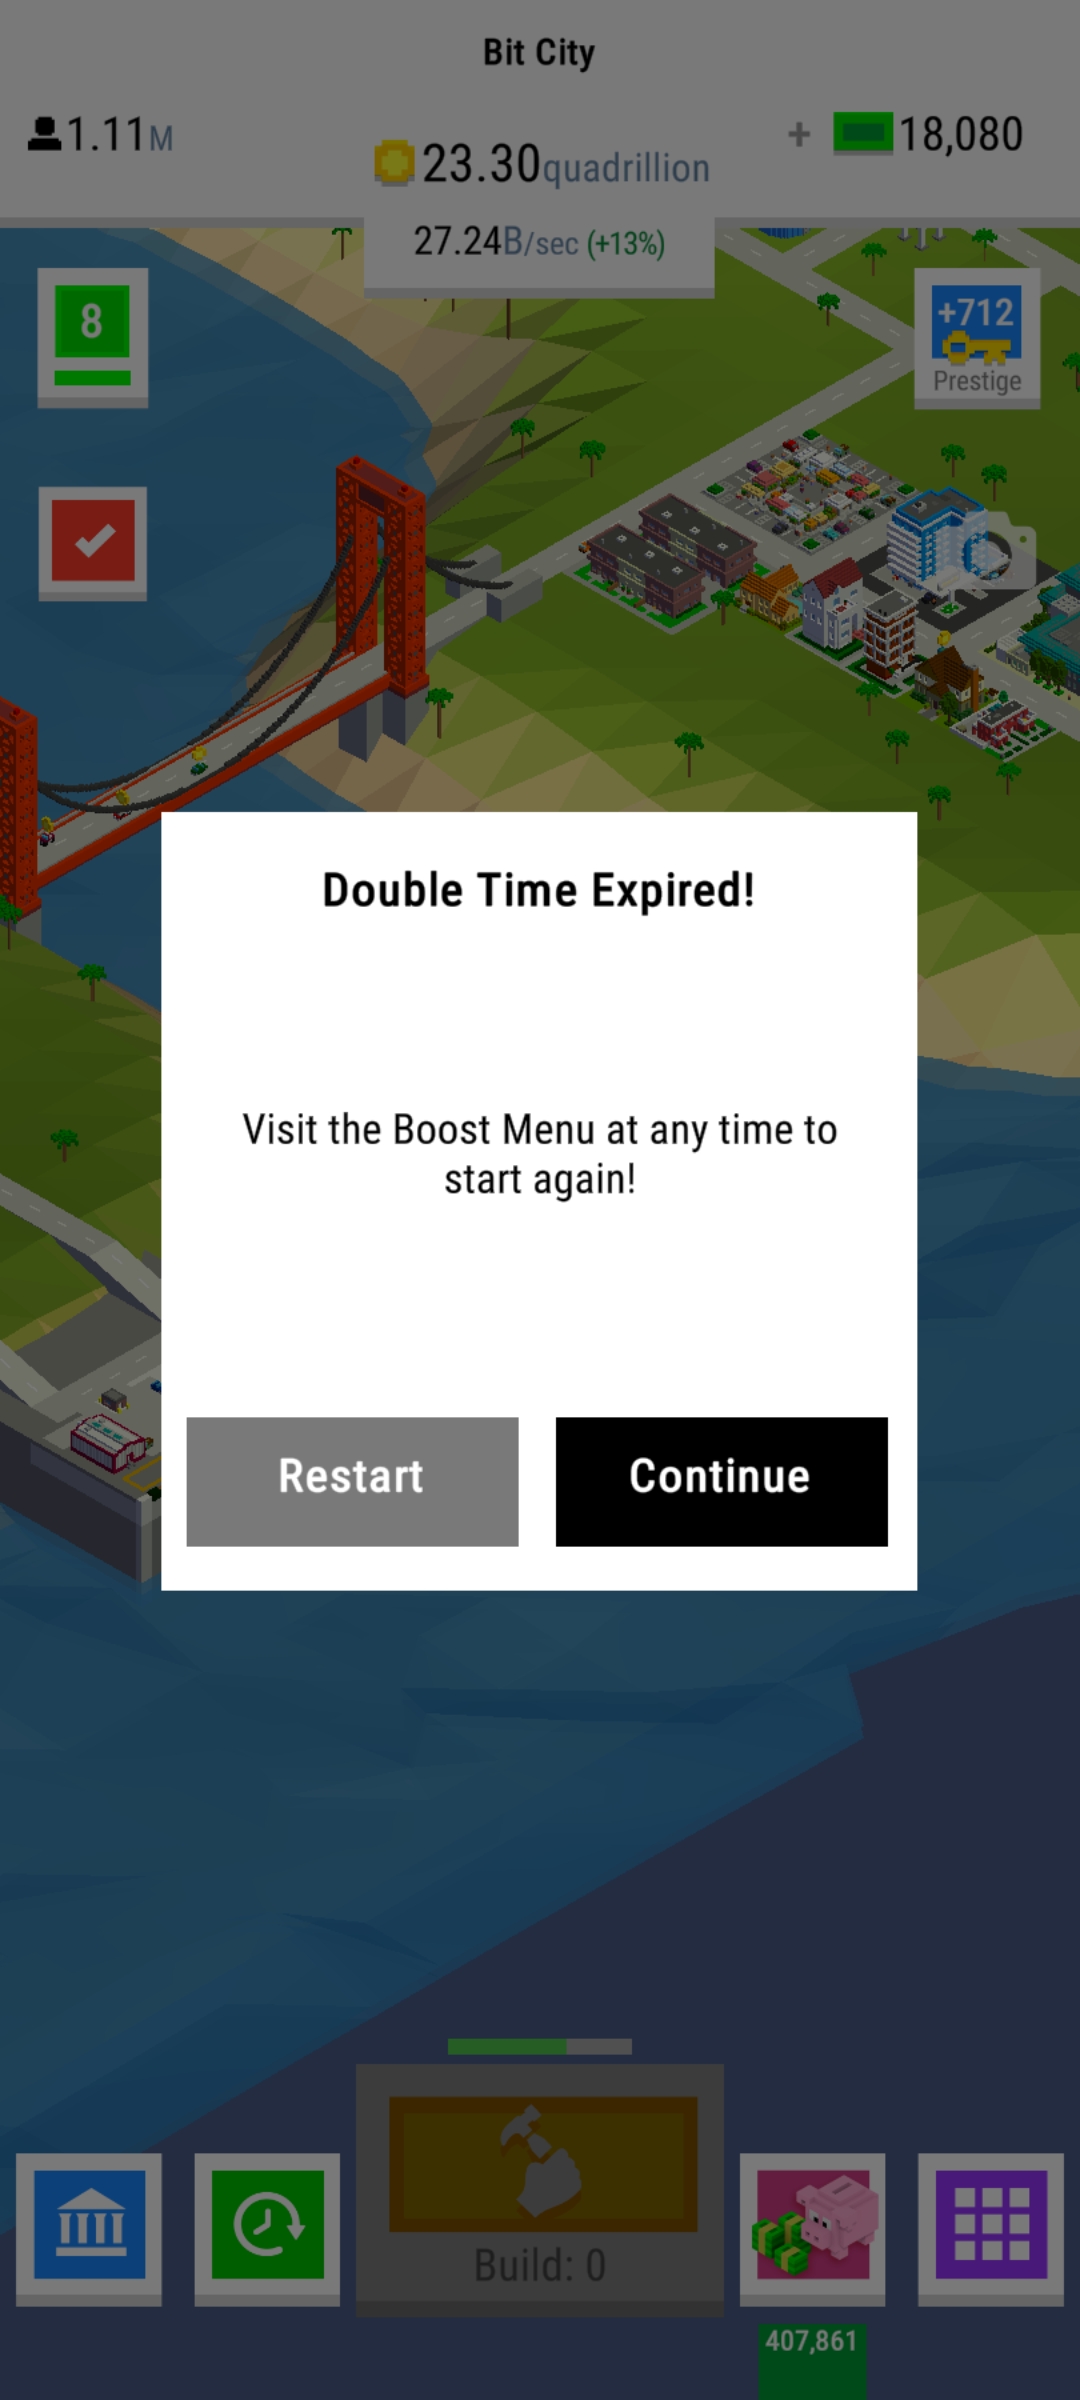 Bit City
1.11M
23.30quadrillion
+ 18,080
27.24B/sec (+13%)
8
+712
Prestige
Double Time Expired!
Visit the Boost Menu at any time to
start again!
Restart
Continue
Build: 0
407,861